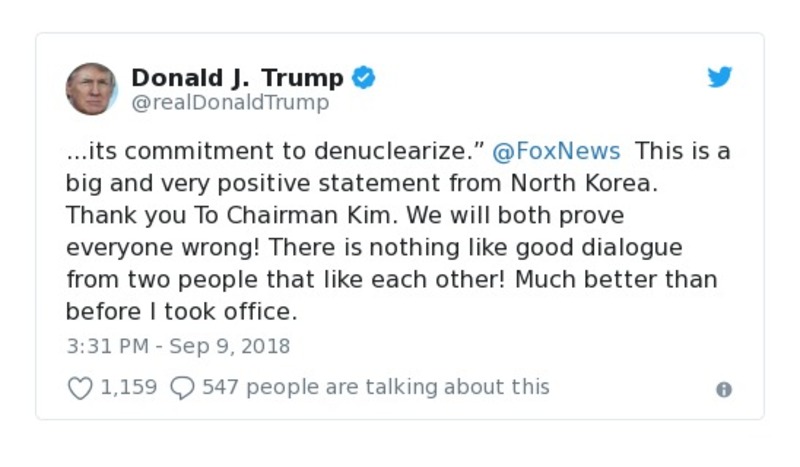 Donald J. Trump
@realDonaldTrump
...its commitment to denuclearize.” @FoxNews This is a
big and very positive statement from North Korea.
Thank you To Chairman Kim. We will both prove
everyone wrong! There is nothing like good dialogue
from two people that like each other! Much better than
before I took office.
3:31 PM - Sep 9, 2018
1,159 547 people are talking about this